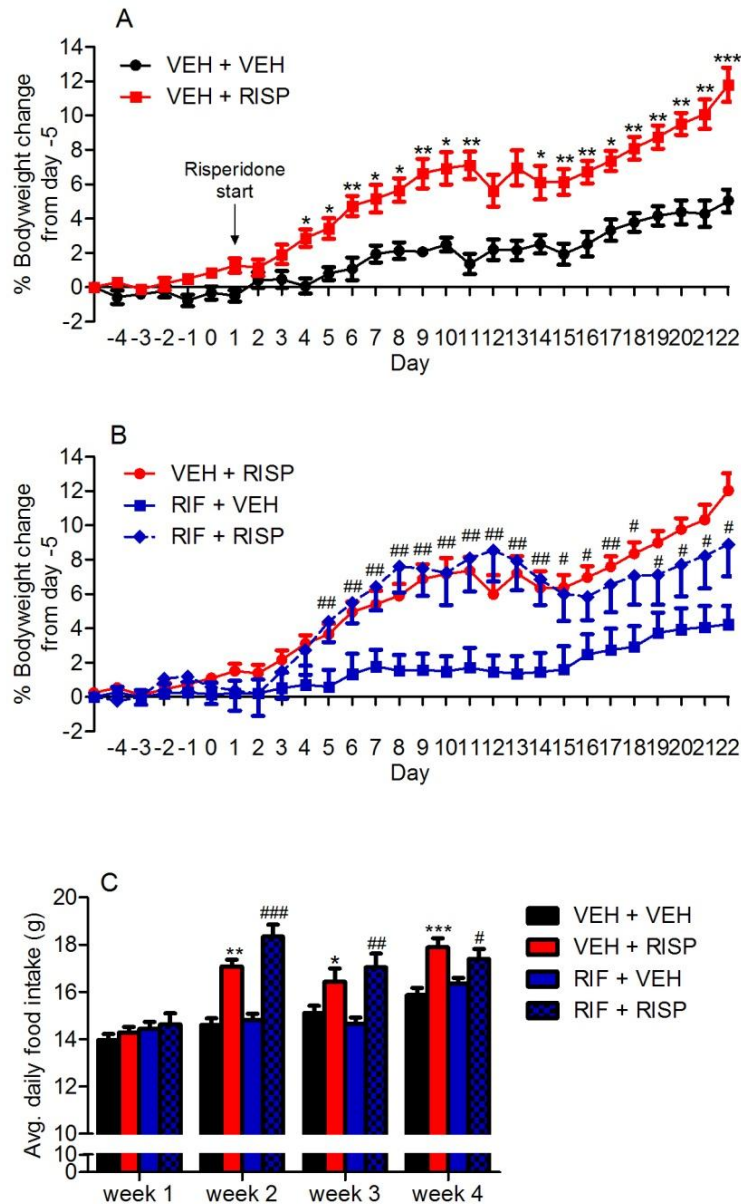 A
% Bodyweight change
from day -5
14
12
10
8
6
4
2
0
-2
VEH + VEH
VEH + RISP
Risperidone
start
* * ** * * ** * ** * ** ** * ** ** ** ** ***
-4 -3 -2 -1 0 1 2 3 4 5 6 7 8 9 10 11 12 13 14 15 16 17 18 19 20 21 22
Day
B
% Bodyweight change
from day -5
14
12
10
8
6
4
2
0
-2
VEH + RISP
RIF + VEH
RIF + RISP
## ## ## ## ## ## ## ## ## ## # # ## # # # # #
-4 -3 -2 -1 0 1 2 3 4 5 6 7 8 9 10 11 12 13 14 15 16 17 18 19 20 21 22
Day
C
Avg. daily food intake (g)
20
18
16
14
12
10
10
0
** ### * ## *** #
week 1 week 2 week 3 week 4
VEH + VEH
VEH + RISP
RIF + VEH
RIF + RISP